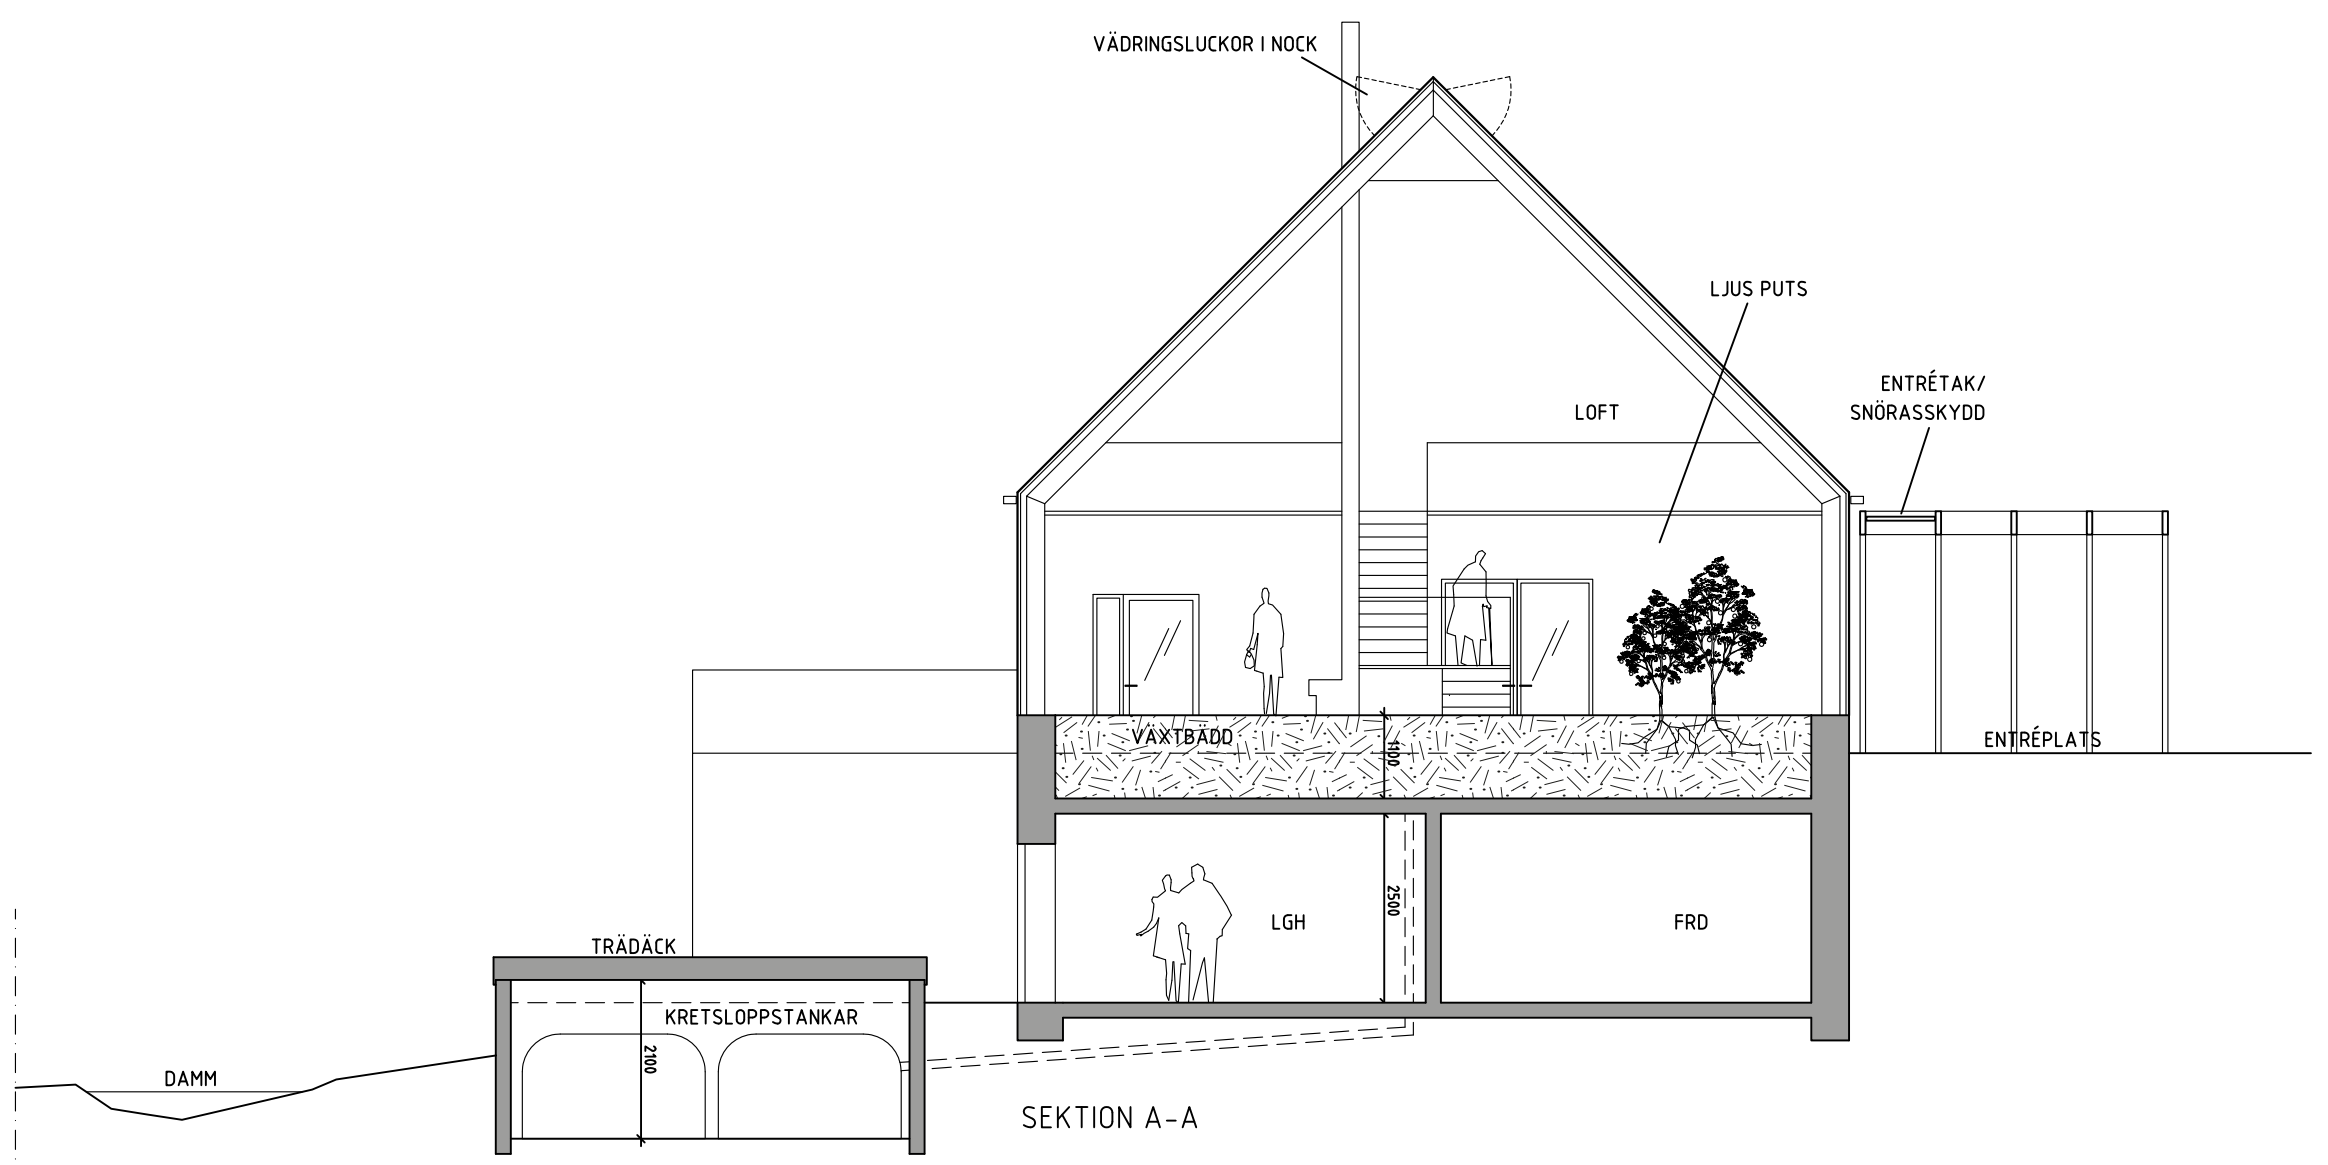 VÄDRINGSLUCKOR I NOCK
LJUS PUTS
ENTRÉTAK/
SNÖRASSKYDD
LOFT
VÄXTBÄDD
1100
ENTRÉPLATS
2500
LGH
FRD
TRÄDÄCK
KRETSLOPPSTANKAR
2100
DAMM
SEKTION A-A